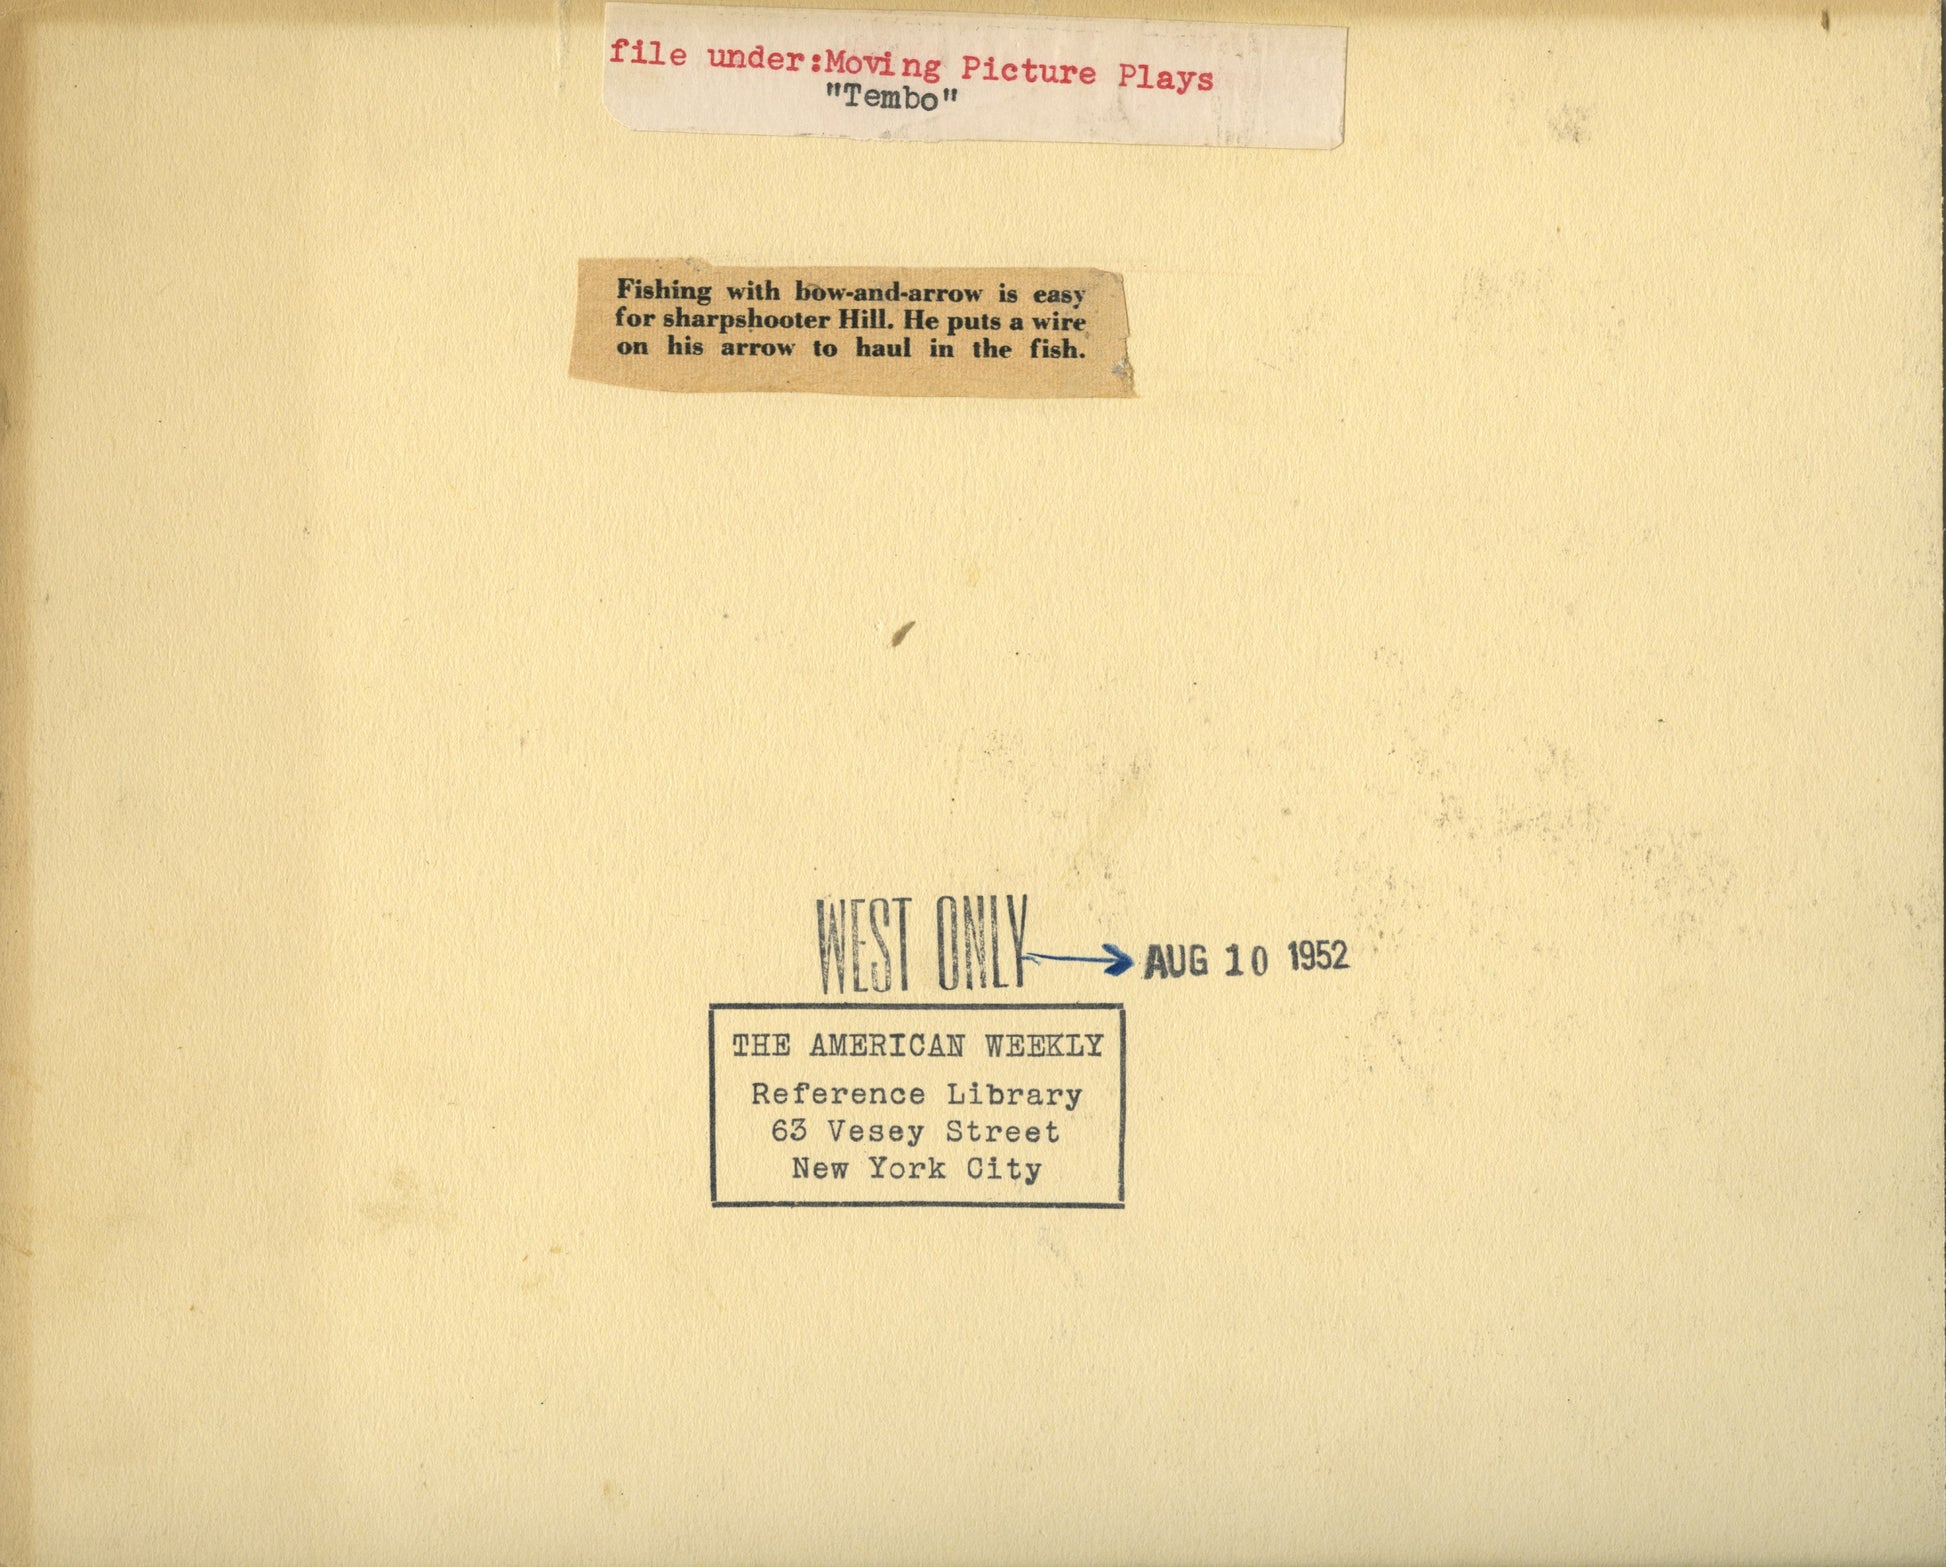 file under:Moving Picture Plays
"Tembo"
Fishing with bow-and-arrow is easy
for sharpshooter Hill. He puts a wire
on his arrow to haul in the fish.
WEST ONLY
AUG 10 1952
THE AMERICAN WEEKLY
Reference Library
63 Vesey Street
New York City